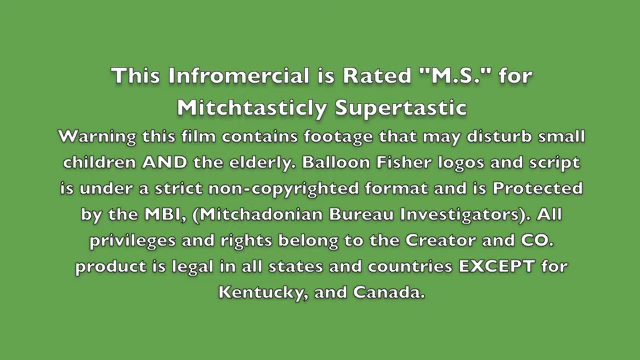 This Infromercial is Rated "M.S." for
Mitchtasticly Supertastic
Warning this film contains footage that may disturb small
children AND the elderly. Balloon Fisher logos and script
is under a strict non-copyrighted format and is Protected
by the MBI, (Mitchadonian Bureau Investigators). All
privileges and rights belong to the Creator and CO.
product is legal in all states and countries EXCEPT for
Kentucky, and Canada.